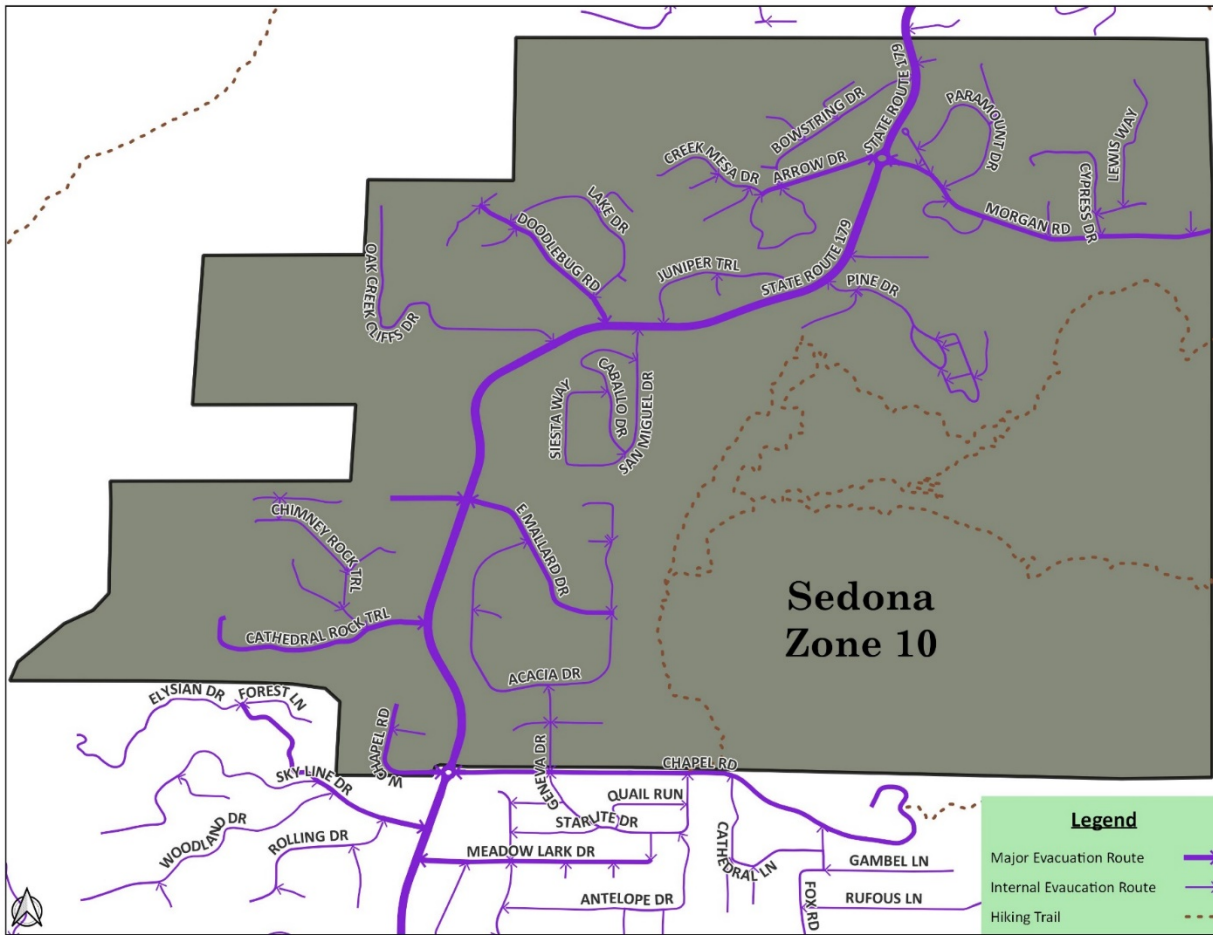 STATE ROUTE 179
BOWSTRING DR
PARAMOUNT DR
LEWIS WAY
CREEK MESA DR
ARROW DR
CYPRESS DR
MORGAN RD
LAKE DR
DOODLEBUG RD
OAK CREEK CLIFFS DR
JUNIPER TRL
STATE ROUTE 179
PINE DR
CABALLO DR
SIESTA WAY
SAN MIGUEL DR
CHIMNEY ROCK TRL
E MALLARD DR
CATHEDRAL ROCK TRL
Sedona
Zone 10
ACACIA DR
ELYSIAN DR
FOREST LN
W CHAPEL RD
GENEVA DR
CHAPEL RD
SKY LINE DR
QUAIL RUN
STARLITE DR
WOODLAND DR
ROLLING DR
MEADOW LARK DR
CATHEDRAL LN
GAMBEL LN
ANTELOPE DR
FOX RD
RUFOUS LN
Legend
Major Evacuation Route
Internal Evaucation Route
Hiking Trail